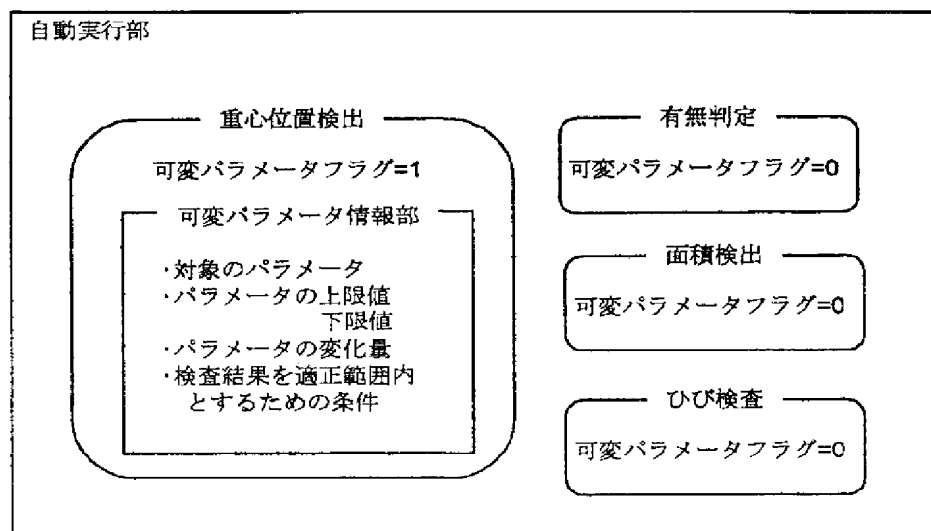 自動実行部
重心位置検出
可変パラメータフラグ=1
可変パラメータ情報部
・対象のパラメータ
・パラメータの上限値
下限値
・パラメータの変化量
・検査結果を適正範囲内
とするための条件
有無判定
可変パラメータフラグ=0
面積検出
可変パラメータフラグ=0
ひび検査
可変パラメータフラグ=0